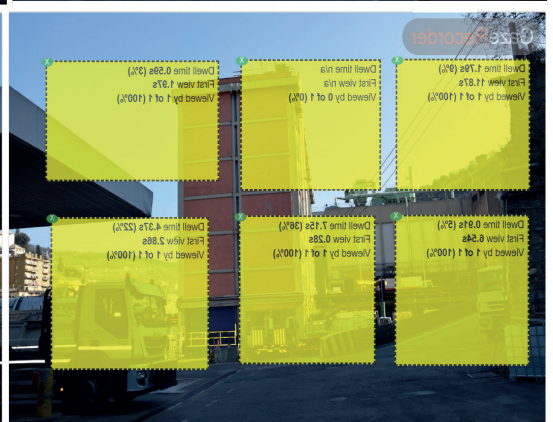 GazeRecorder
Dwell time 1.79s (9%)
First view 11.87s
Viewed by 1 of 1 (100%)
Dwell time n/a
First view n/a
Viewed by 0 of 1 (0%)
Dwell time 0.59s (3%)
First view 1.97s
Viewed by 1 of 1 (100%)
Dwell time 0.91s (5%)
First view 6.54s
Viewed by 1 of 1 (100%)
Dwell time 7.15s (36%)
First view 0.28s
Viewed by 1 of 1 (100%)
Dwell time 4.37s (22%)
First view 2.86s
Viewed by 1 of 1 (100%)